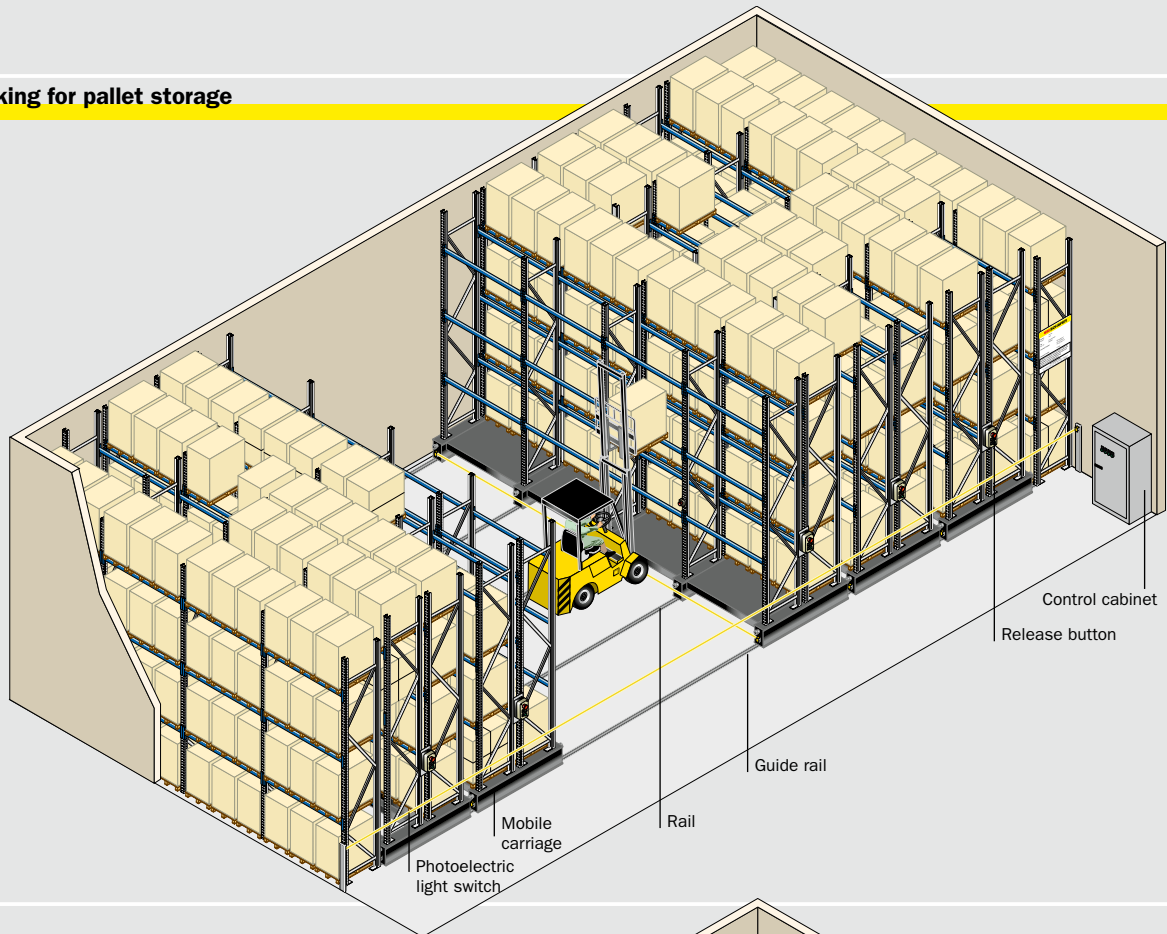 king for pallet storage
Control cabinet
Release button
Guide rail
Rail
Mobile
carriage
Photoelectric
light switch